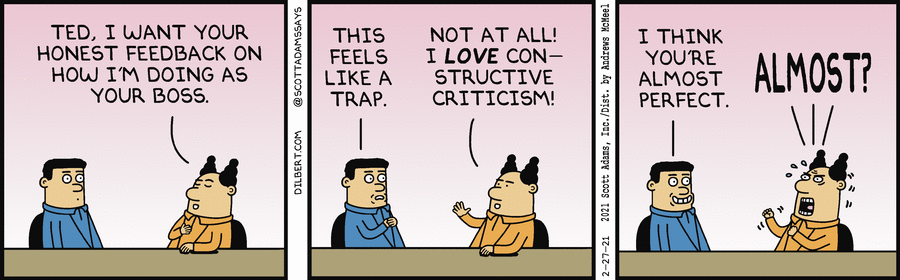 TED, I WANT YOUR
HONEST FEEDBACK ON
HOW I'M DOING AS
YOUR BOSS.
DILBERT.COM @SCOTTADAMSSAYS
THIS
FEELS
LIKE A
TRAP.
NOT AT ALL!
I LOVE CON-
STRUCTIVE
CRITICISM!
2-27-21 2021 Scott Adams, Inc./Dist. by Andrews McMeel
I THINK
YOU'RE
ALMOST
PERFECT.
ALMOST?